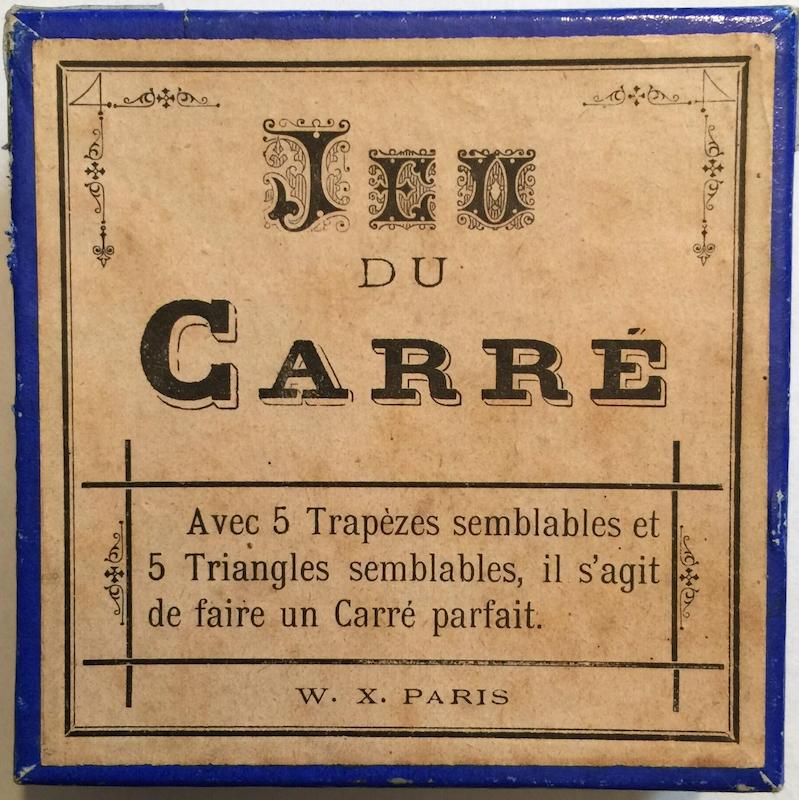 JEU
DU
CARRÉ
Avec 5 Trapèzes semblables et
5 Triangles semblables, il s'agit
de faire un Carré parfait.
W. X. PARIS